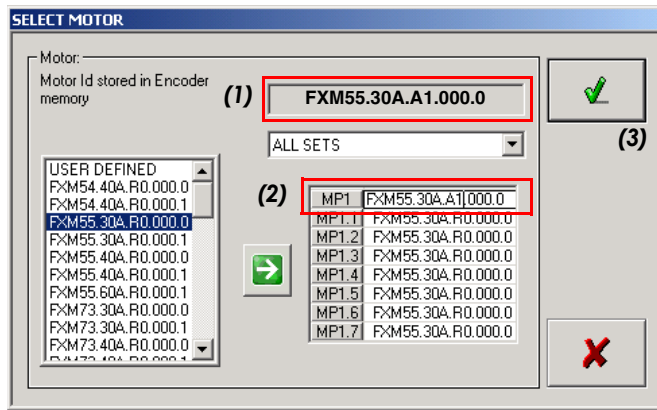 SELECT MOTOR
Motor:
Motor Id stored in Encoder
memory
(1)
FXM55.30A.A1.000.0
(3)
ALL SETS
USER DEFINED
FXM54.40A.R0.000.0
FXM54.40A.R0.000.1
FXM55.30A.R0.000.0
FXM55.30A.R0.000.1
FXM55.40A.R0.000.0
FXM55.40A.R0.000.1
FXM55.60A.R0.000.1
FXM73.30A.R0.000.0
FXM73.30A.R0.000.1
FXM73.40A.R0.000.0
(2)
MP1 FXM55.30A.A1.000.0
MP1.1 FXM55.30A.R0.000.0
MP1.2 FXM55.30A.R0.000.0
MP1.3 FXM55.30A.R0.000.0
MP1.4 FXM55.30A.R0.000.0
MP1.5 FXM55.30A.R0.000.0
MP1.6 FXM55.30A.R0.000.0
MP1.7 FXM55.30A.R0.000.0